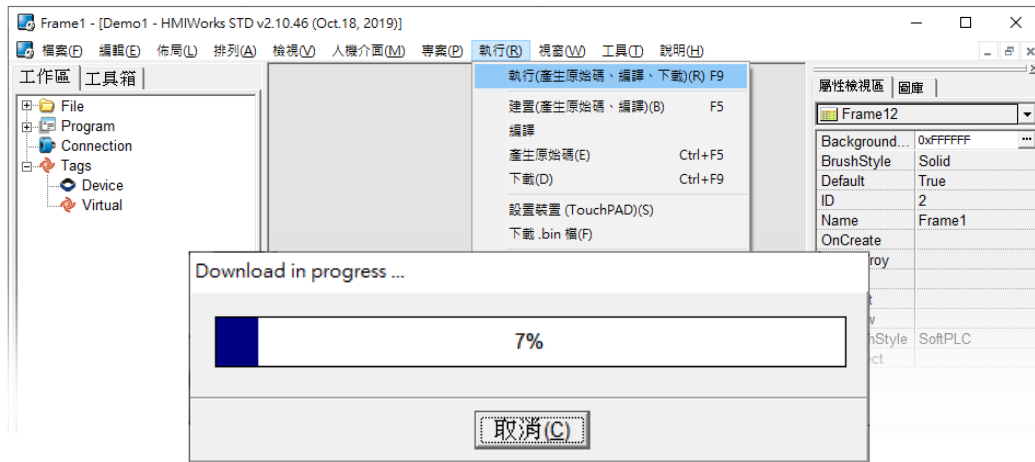 Frame1 - [Demo1 - HMIWorks STD v2.10.46 (Oct.18, 2019)]
檔案(F) 編輯(E) 佈局(L) 排列(A) 檢視(V) 人機介面(M) 專案(P) 執行(R) 視窗(W) 工具(T) 說明(H)
工作區 工具箱
File
Program
Connection
Tags
Device
Virtual
執行(產生原始碼、編譯、下載)(R) F9
建置(產生原始碼、編譯)(B) F5
編譯
產生原始碼(E) Ctrl+F5
下載(D) Ctrl+F9
設置裝置 (TouchPAD)(S)
下載 .bin 檔(F)
屬性檢視區 圖庫
Frame12
Background... 0xFFFFFF ...
BrushStyle Solid
Default True
ID 2
Name Frame1
OnCreate
roy
nStyle SoftPLC
ct
Download in progress ...
7%
取消(C)